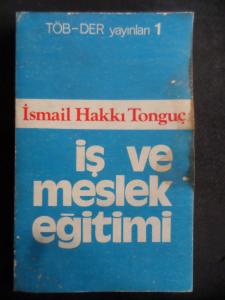 TÖB-DER yayınları 1
İsmail Hakkı Tonguç
iş ve
meslek
eğitimi